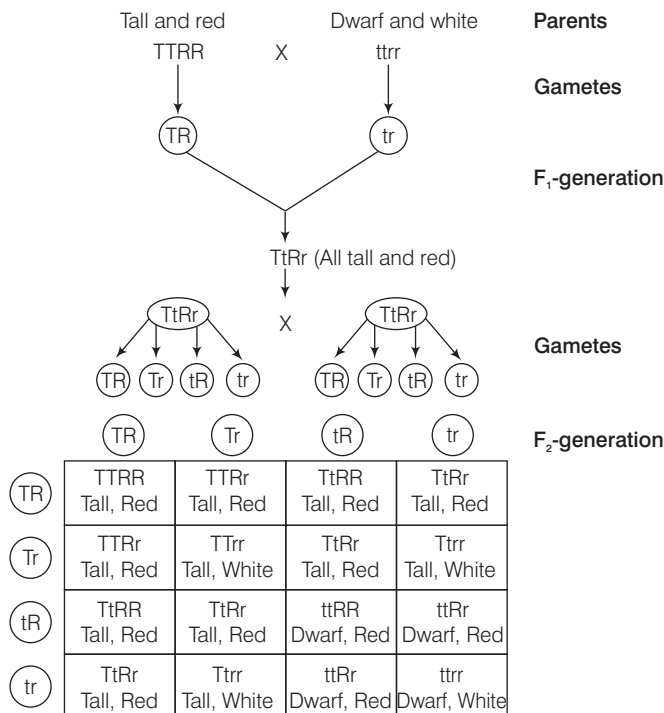 Tall and red Dwarf and white Parents
TTRR X ttrr
Gametes
TR tr
F₁-generation
TtRr (All tall and red)
TtRr X TtRr
Gametes
TR Tr tR tr TR Tr tR tr
TR Tr tR tr F₂-generation
TR TTRR TTRr TtRR TtRr
Tall, Red Tall, Red Tall, Red Tall, Red
Tr TTRr TTrr TtRr Ttrr
Tall, Red Tall, White Tall, Red Tall, White
tR TtRR TtRr ttRR ttRr
Tall, Red Tall, Red Dwarf, Red Dwarf, Red
tr TtRr Ttrr ttRr ttrr
Tall, Red Tall, White Dwarf, Red Dwarf, White